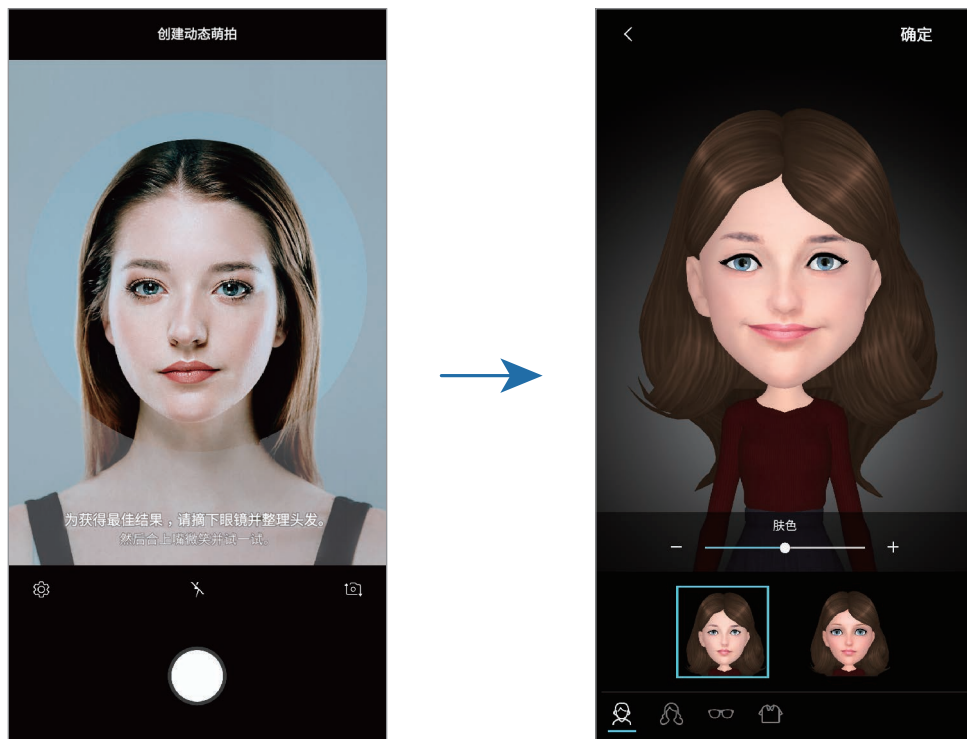 创建动态萌拍
为获得最佳结果，请摘下眼镜并整理头发。
然后合上嘴微笑并试一试。
确定
肤色